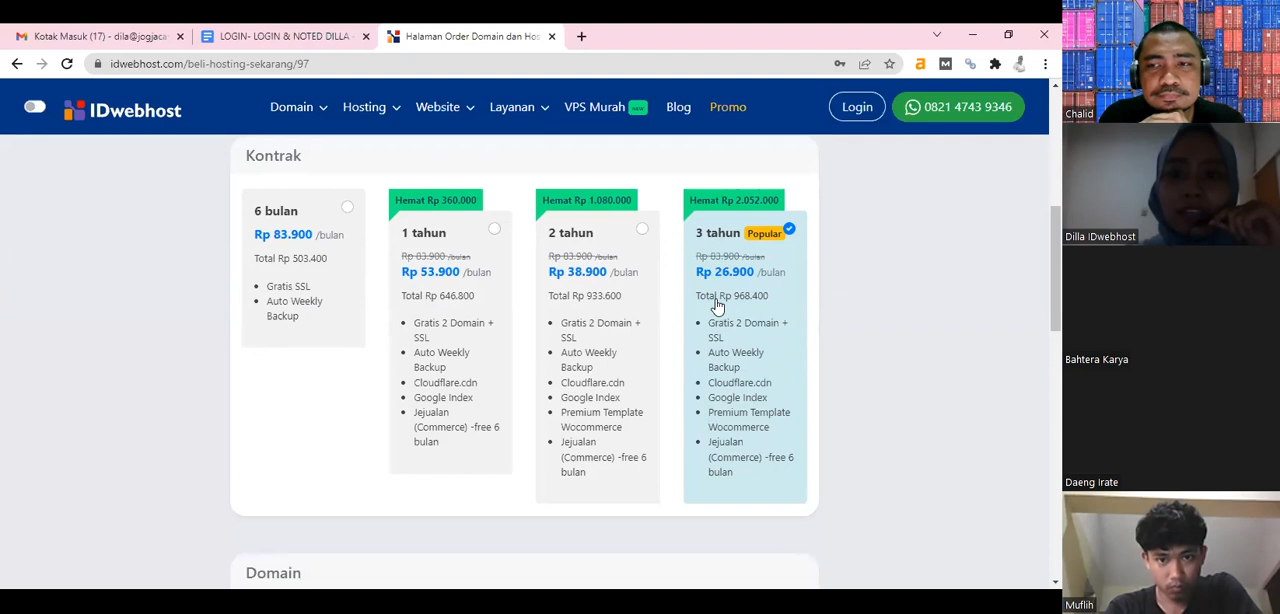 Kotak Masuk (17) - dila@jogjaca
LOGIN- LOGIN & NOTED DILLA -
Halaman Order Domain dan Hos
idwebhost.com/beli-hosting-sekarang/97
IDwebhost
Domain
Hosting
Website
Layanan
VPS Murah
NEW
Blog
Promo
Login
0821 4743 9346
Kontrak
6 bulan
Rp 83.900 /bulan
Total Rp 503.400
Gratis SSL
Auto Weekly
Backup
Hemat Rp 360.000
1 tahun
Rp 83.900 /bulan
Rp 53.900 /bulan
Total Rp 646.800
Gratis 2 Domain +
SSL
Auto Weekly
Backup
Cloudflare.cdn
Google Index
Jejualan
(Commerce) -free 6
bulan
Hemat Rp 1.080.000
2 tahun
Rp 83.900 /bulan
Rp 38.900 /bulan
Total Rp 933.600
Gratis 2 Domain +
SSL
Auto Weekly
Backup
Cloudflare.cdn
Google Index
Premium Template
Wocommerce
Jejualan
(Commerce) -free 6
bulan
Hemat Rp 2.052.000
3 tahun Popular
Rp 83.900 /bulan
Rp 26.900 /bulan
Total Rp 968.400
Gratis 2 Domain +
SSL
Auto Weekly
Backup
Cloudflare.cdn
Google Index
Premium Template
Wocommerce
Jejualan
(Commerce) -free 6
bulan
Domain
Chalid
Dilla IDwebhost
Bahtera Karya
Daeng Irate
Muflih